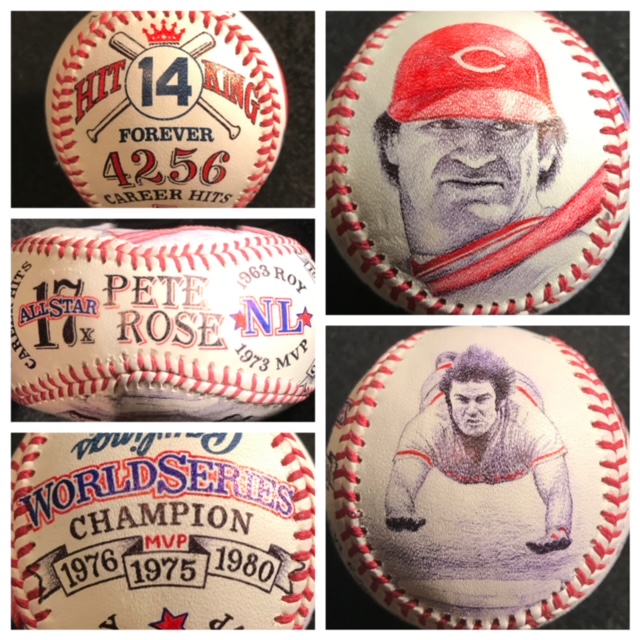 HIT 14 KING
FOREVER
4256
CAREER HITS
C
CAREER HITS
ALL STAR
17x
PETE
ROSE
1963 ROY
NL
1973 MVP
Rawlings
WORLD SERIES
CHAMPION
MVP
1976 1975 1980